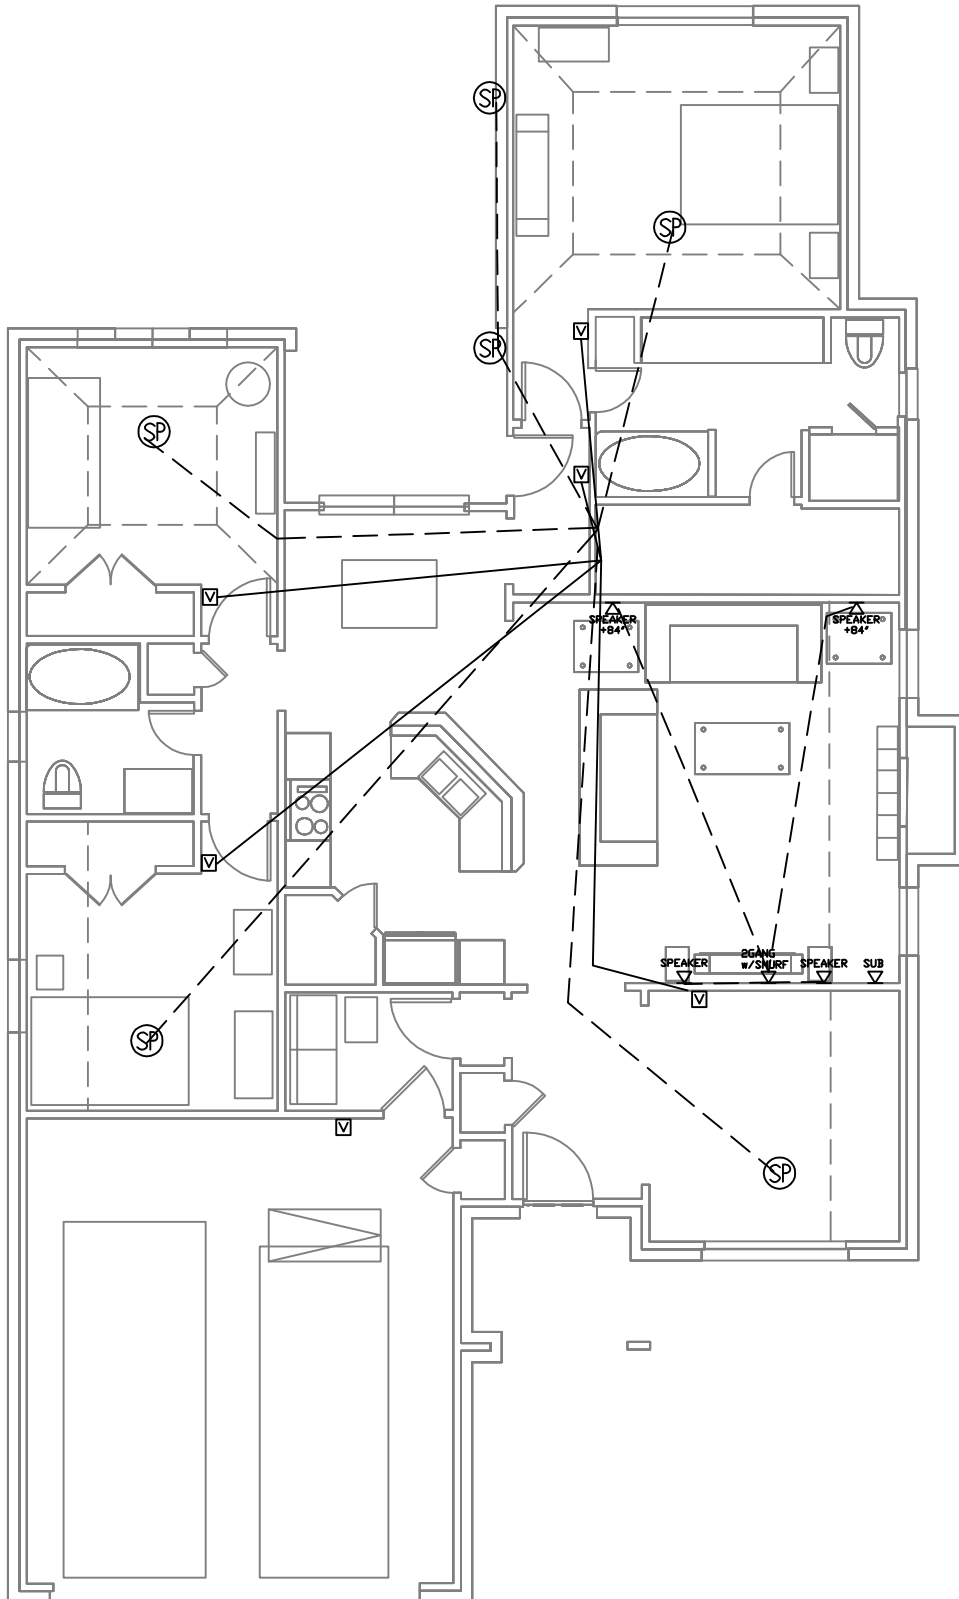 SP
SP
V
SP
SP
V
V
SPEAKER
+84"
SPEAKER
+84"
V
2GANG
w/SMURF
SPEAKER
SPEAKER
SUB
V
SP
V
SP